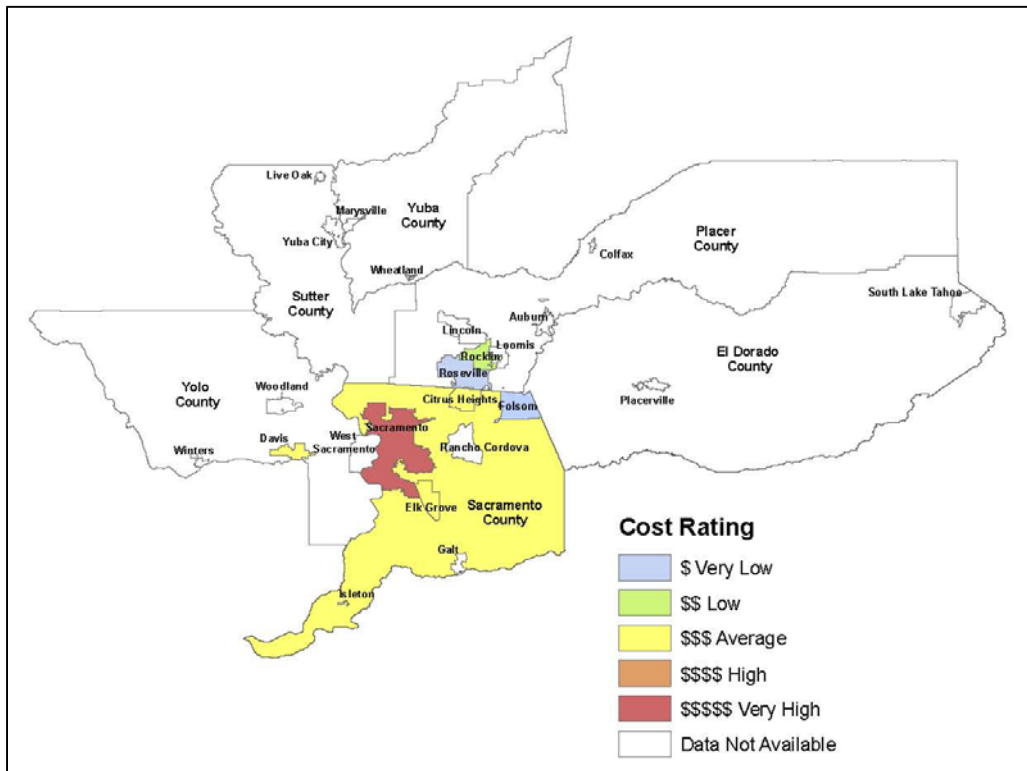 Live Oak
Marysville
Yuba
County
Yuba City
Placer
County
Colfax
Wheatland
South Lake Tahoe
Sutter
County
Auburn
Lincoln
Loomis
Rocklin
El Dorado
County
Roseville
Yolo
County
Woodland
Placerville
Citrus Heights
Folsom
Sacramento
West
Sacramento
Davis
Winters
Rancho Cordova
Elk Grove
Sacramento
County
Galt
Isleton
Cost Rating
$ Very Low
$$ Low
$$$ Average
$$$$ High
$$$$$ Very High
Data Not Available